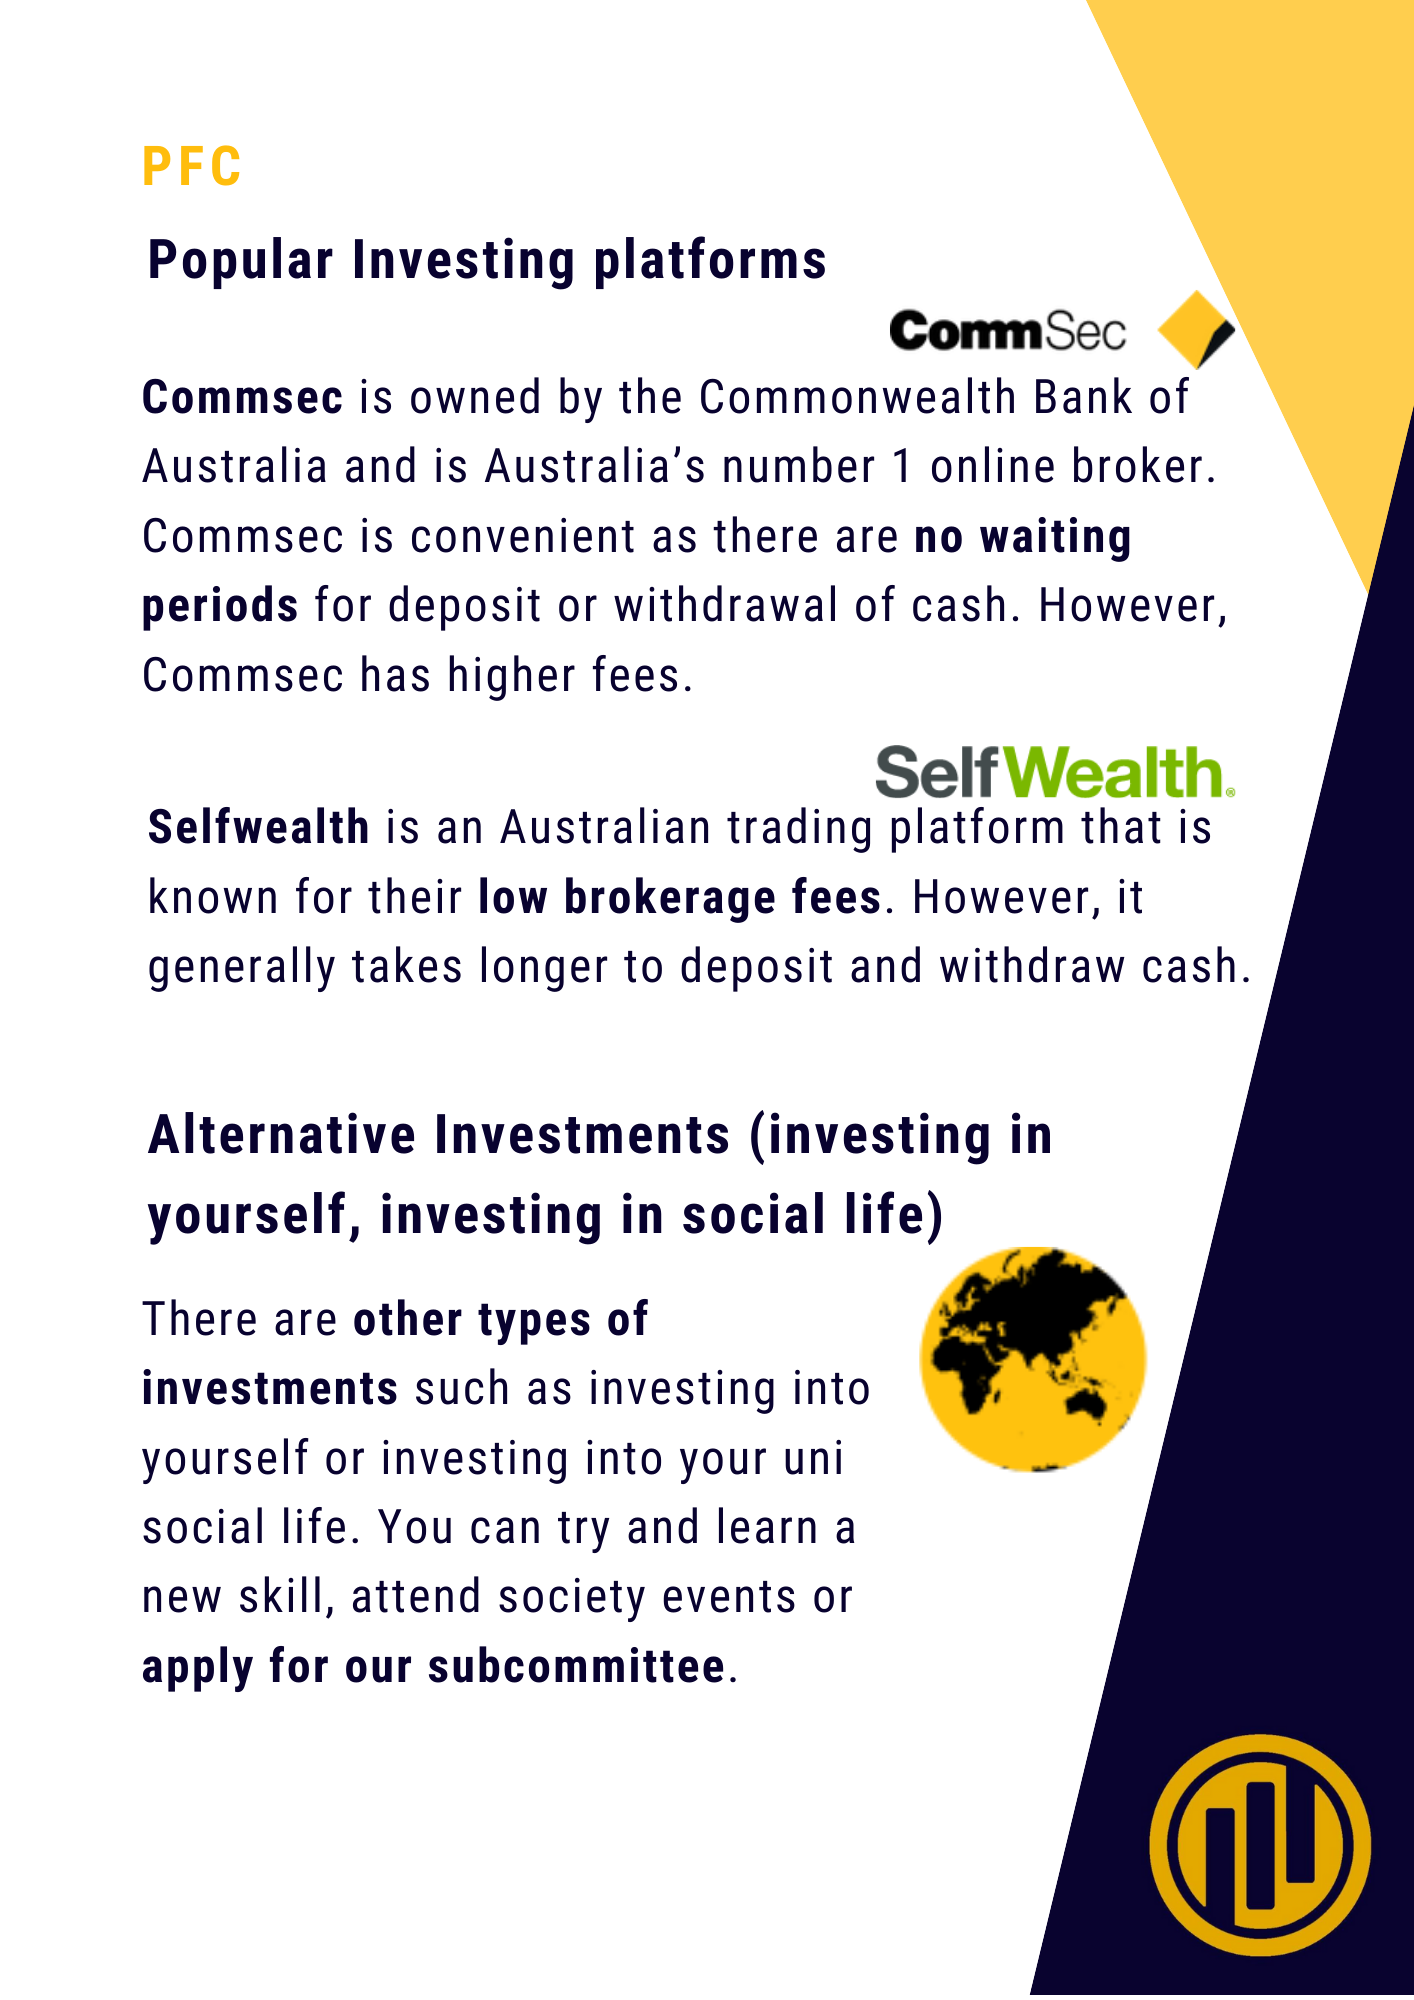 PFC
Popular Investing platforms
CommSec
Commsec is owned by the Commonwealth Bank of
Australia and is Australia’s number 1 online broker.
Commsec is convenient as there are no waiting
periods for deposit or withdrawal of cash. However,
Commsec has higher fees.
SelfWealth®
Selfwealth is an Australian trading platform that is
known for their low brokerage fees. However, it
generally takes longer to deposit and withdraw cash.
Alternative Investments (investing in
yourself, investing in social life)
There are other types of
investments such as investing into
yourself or investing into your uni
social life. You can try and learn a
new skill, attend society events or
apply for our subcommittee.